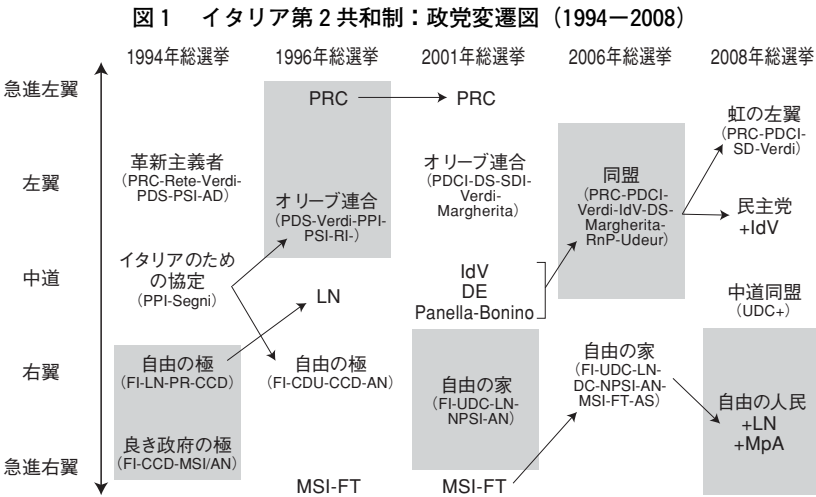 図1 イタリア第2共和制：政党変遷図（1994－2008）
1994年総選挙
1996年総選挙
2001年総選挙
2006年総選挙
2008年総選挙
急進左翼
左翼
中道
右翼
急進右翼
革新主義者
（PRC-Rete-Verdi-
PDS-PSI-AD）
イタリアのため
の協定
（PPI-Segni）
自由の極
（FI-LN-PR-CCD）
良き政府の極
（FI-CCD-MSI/AN）
PRC
オリーブ連合
（PDS-Verdi-PPI-
PSI-RI-）
LN
自由の極
（FI-CDU-CCD-AN）
MSI-FT
PRC
オリーブ連合
（PDCI-DS-SDI-
Verdi-
Margherita）
IdV
DE
Panella-Bonino
自由の家
（FI-UDC-LN-
NPSI-AN）
MSI-FT
同盟
（PRC-PDCI-
Verdi-IdV-DS-
Margherita-
RnP-Udeur）
自由の家
（FI-UDC-LN-
DC-NPSI-AN-
MSI-FT-AS）
虹の左翼
（PRC-PDCI-
SD-Verdi）
民主党
+IdV
中道同盟
（UDC+）
自由の人民
+LN
+MpA